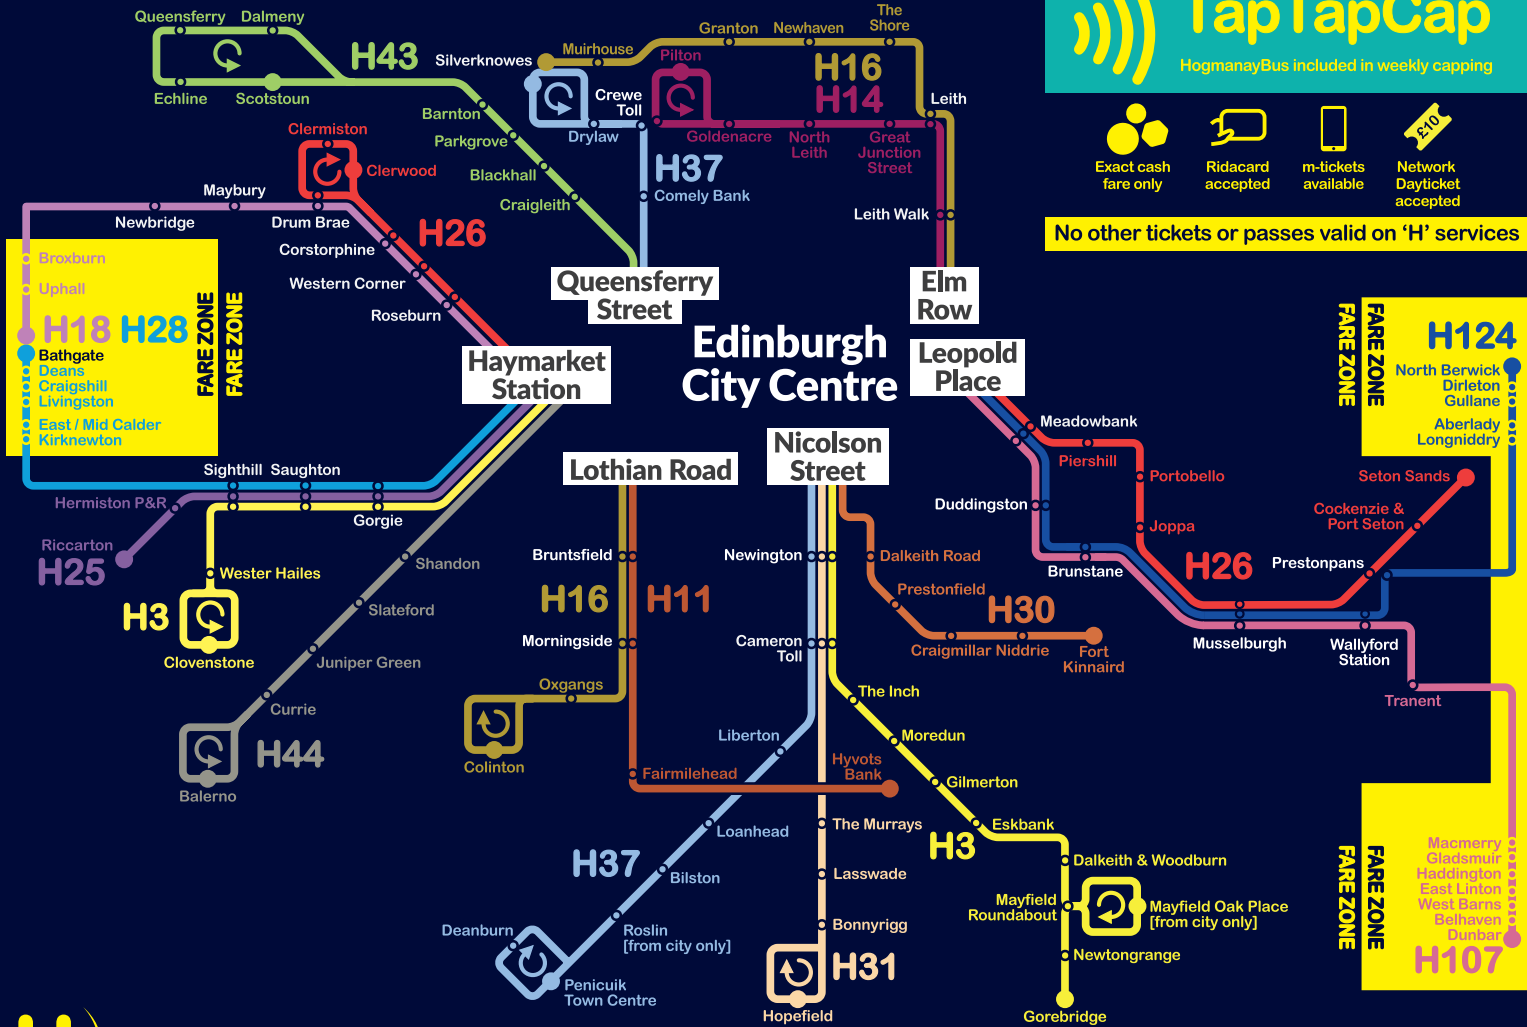 TapTapCap
HogmanayBus included in weekly capping
Exact cash
fare only
Ridacard
accepted
m-tickets
available
£10
Network
Dayticket
accepted
No other tickets or passes valid on ‘H’ services
Queensferry
Dalmeny
H43
Echline
Scotstoun
Barnton
Parkgrove
Blackhall
Craigleith
Silverknowes
Muirhouse
Granton
Newhaven
The
Shore
H16
H14
Pilton
Crewe
Toll
Drylaw
Goldenacre
North
Leith
Great
Junction
Street
Leith
H37
Comely Bank
Leith Walk
Clermiston
Clerwood
Maybury
Newbridge
Drum Brae
H26
Corstorphine
Western Corner
Roseburn
Broxburn
Uphall
H18 H28
Bathgate
Deans
Craigshill
Livingston
East / Mid Calder
Kirknewton
FARE ZONE
FARE ZONE
Queensferry
Street
Elm
Row
Edinburgh
City Centre
Haymarket
Station
Leopold
Place
Nicolson
Street
Lothian Road
Sighthill
Saughton
Hermiston P&R
Gorgie
Riccarton
H25
Wester Hailes
H3
Clovenstone
Shandon
Slateford
Juniper Green
Currie
H44
Balerno
Bruntsfield
H16
H11
Morningside
Oxgangs
Colinton
Fairmilehead
Hyvots
Bank
Newington
Cameron
Toll
Dalkeith Road
Prestonfield
H30
Craigmillar
Niddrie
Fort
Kinnaird
Liberton
Loanhead
H37
Bilston
Roslin
[from city only]
Deanburn
Penicuik
Town Centre
The Inch
Moredun
Gilmerton
H3
Eskbank
The Murrays
Lasswade
Bonnyrigg
H31
Hopefield
Dalkeith & Woodburn
Mayfield
Roundabout
Mayfield Oak Place
[from city only]
Newtongrange
Gorebridge
Meadowbank
Piershill
Portobello
Joppa
Duddingston
Brunstane
H26
Musselburgh
Prestonpans
Cockenzie &
Port Seton
Seton Sands
Wallyford
Station
Tranent
FARE ZONE
FARE ZONE
H124
North Berwick
Dirleton
Gullane
Aberlady
Longniddry
FARE ZONE
FARE ZONE
Macmerry
Gladsmuir
Haddington
East Linton
West Barns
Belhaven
Dunbar
H107